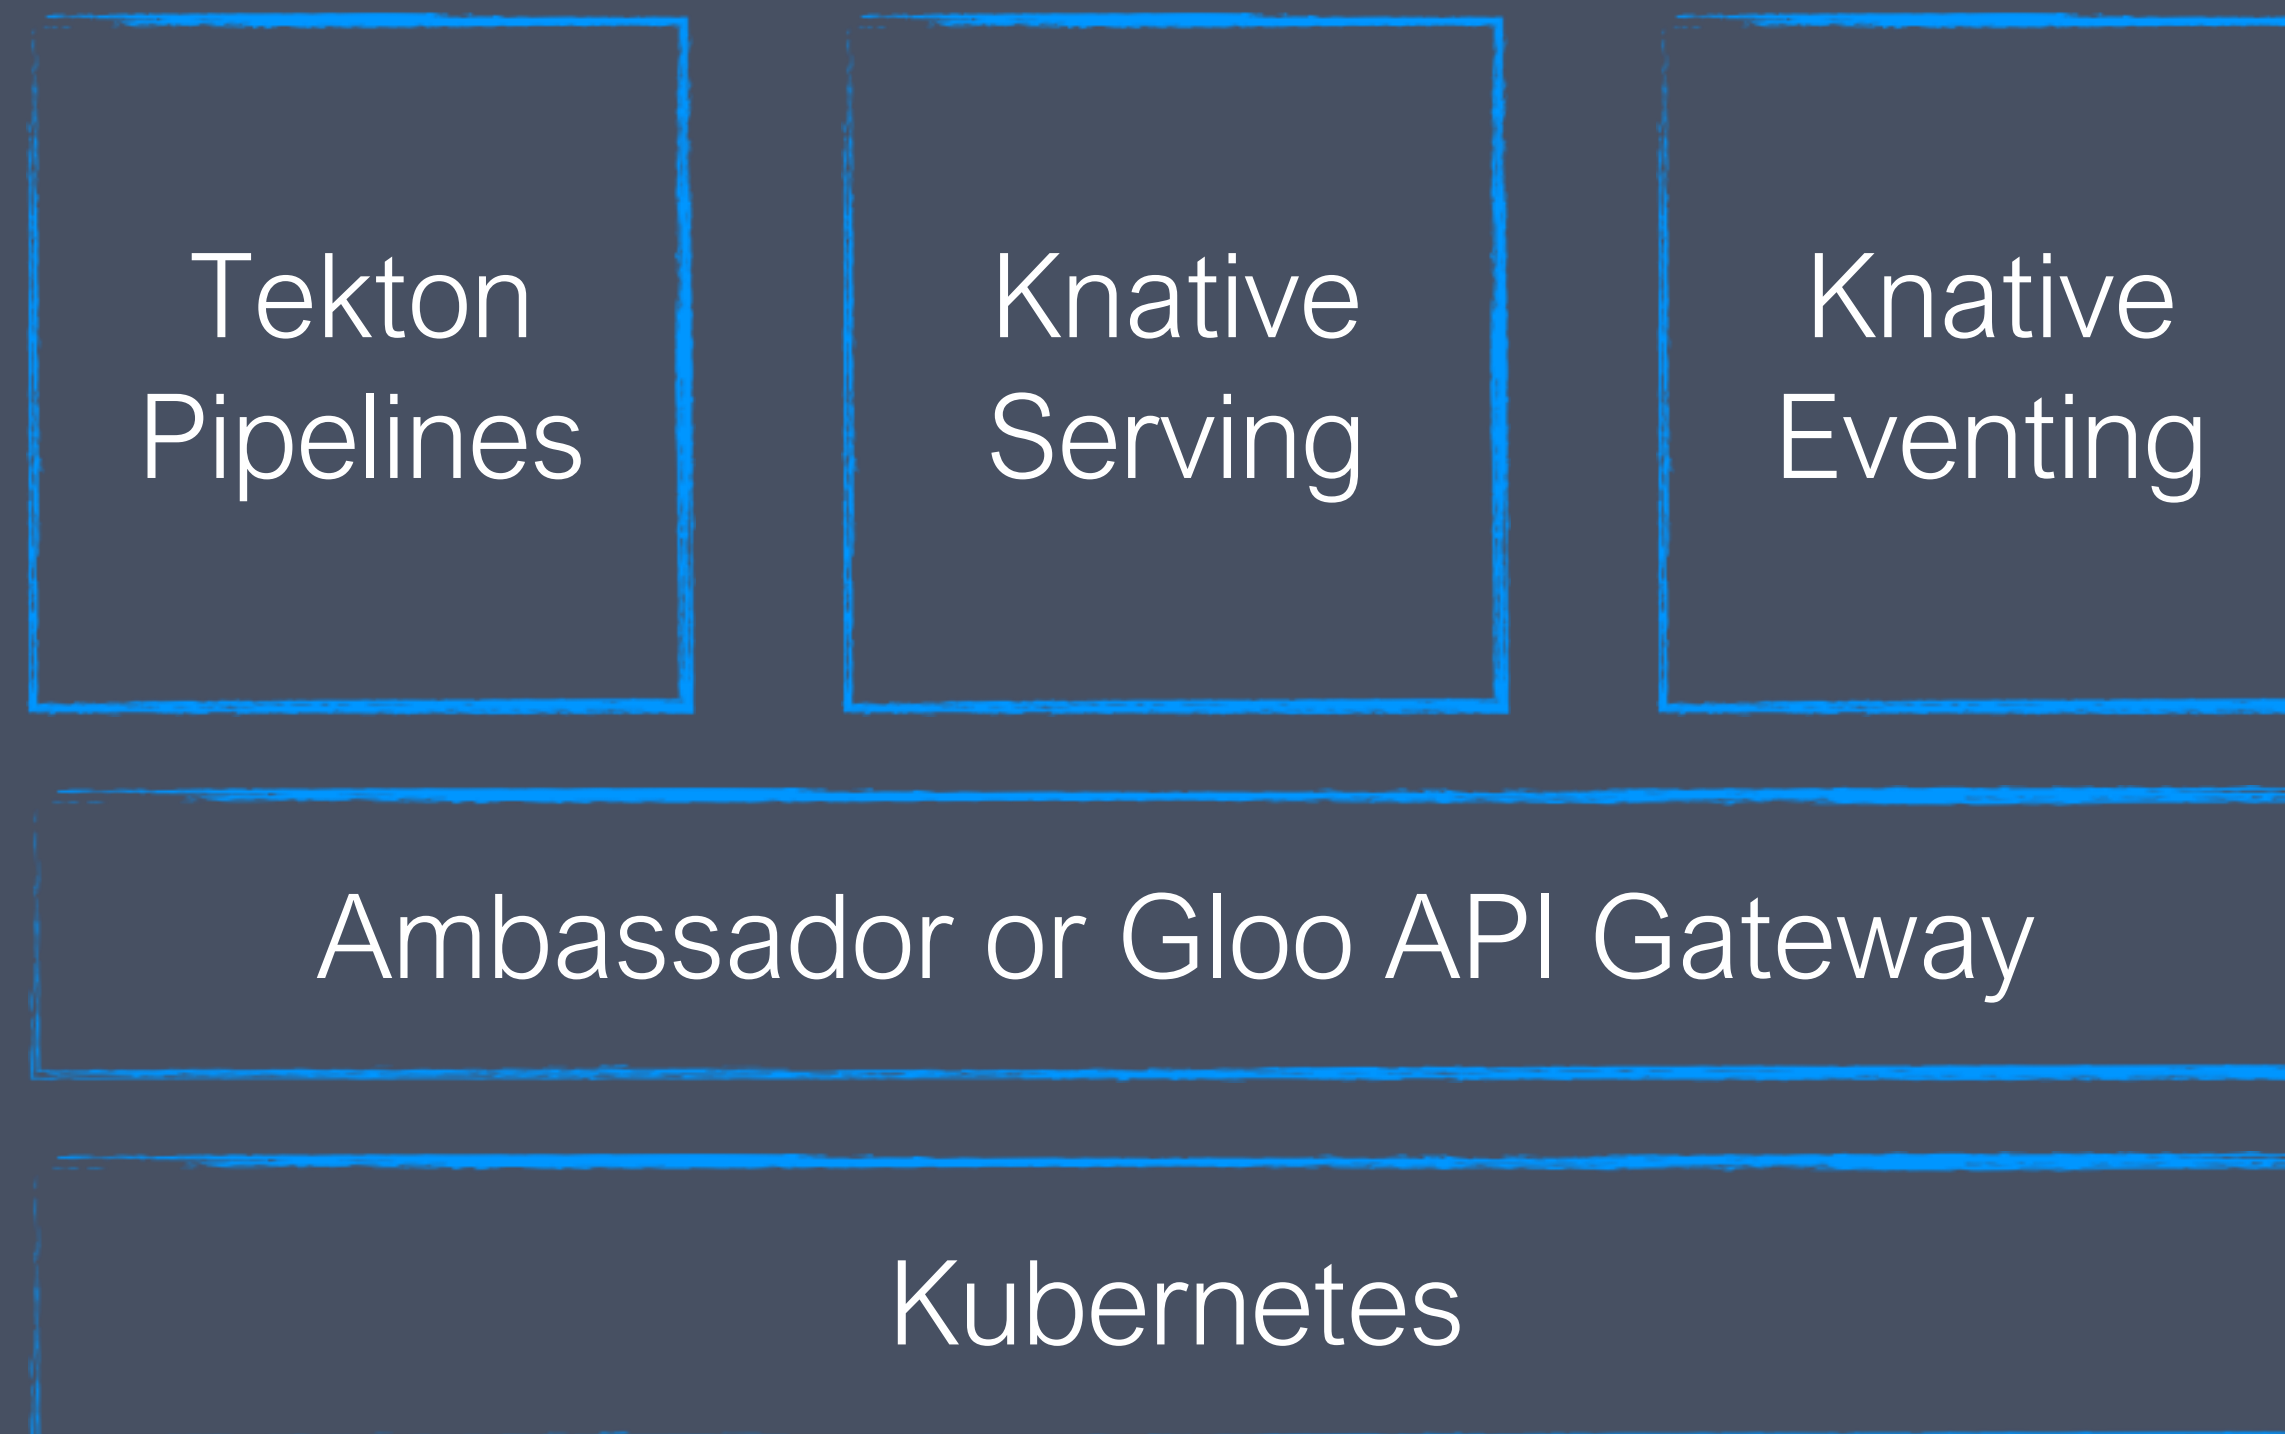 Tekton
Pipelines
Knative
Serving
Knative
Eventing
Ambassador or Gloo API Gateway
Kubernetes